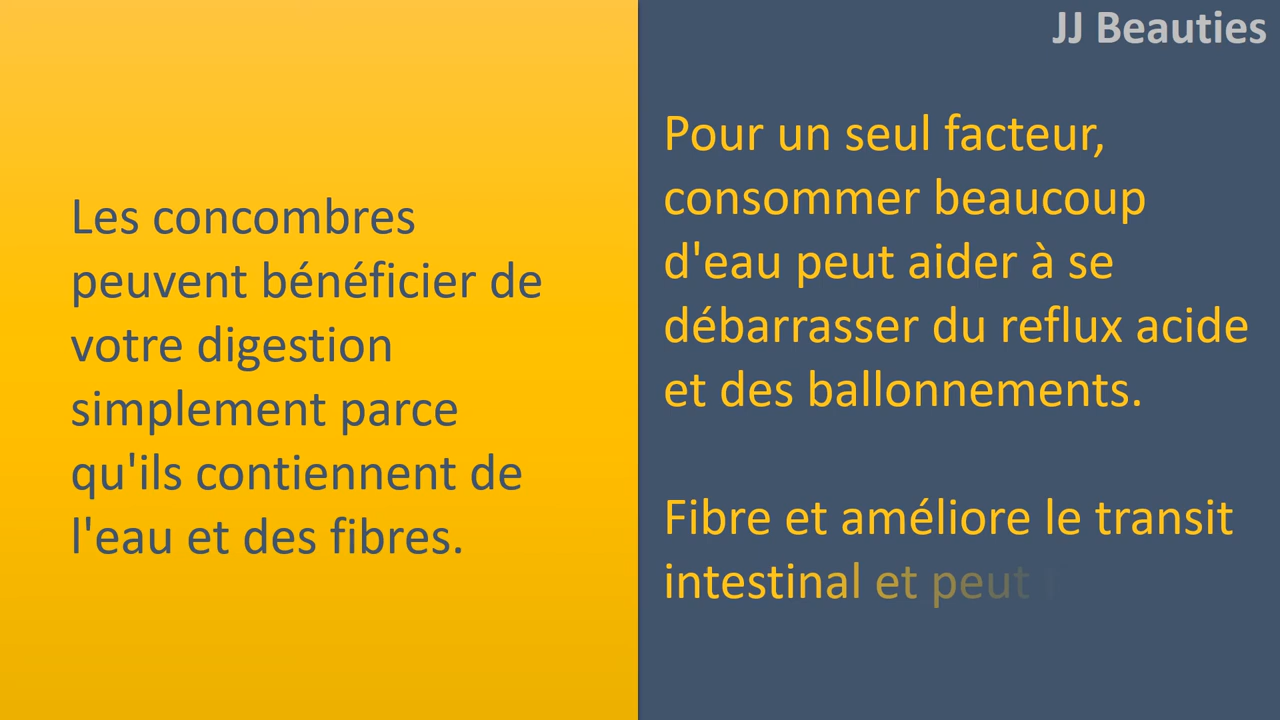 JJ Beauties
Les concombres
peuvent bénéficier de
votre digestion
simplement parce
qu'ils contiennent de
l'eau et des fibres.
Pour un seul facteur,
consommer beaucoup
d'eau peut aider à se
débarrasser du reflux acide
et des ballonnements.
Fibre et améliore le transit
intestinal et peut